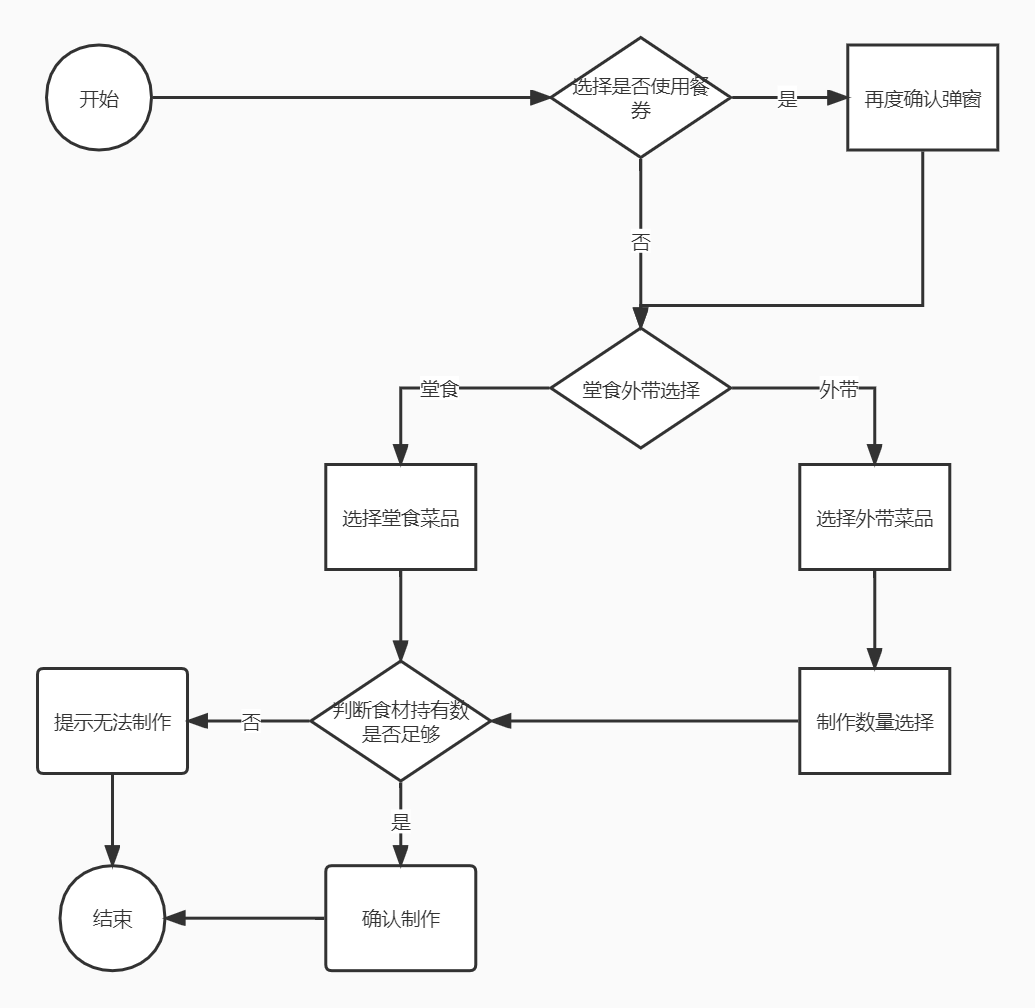 开始
选择是否使用餐
券
是
再度确认弹窗
否
堂食
堂食外带选择
外带
选择堂食菜品
选择外带菜品
提示无法制作
否
判断食材持有数
是否足够
制作数量选择
是
结束
确认制作